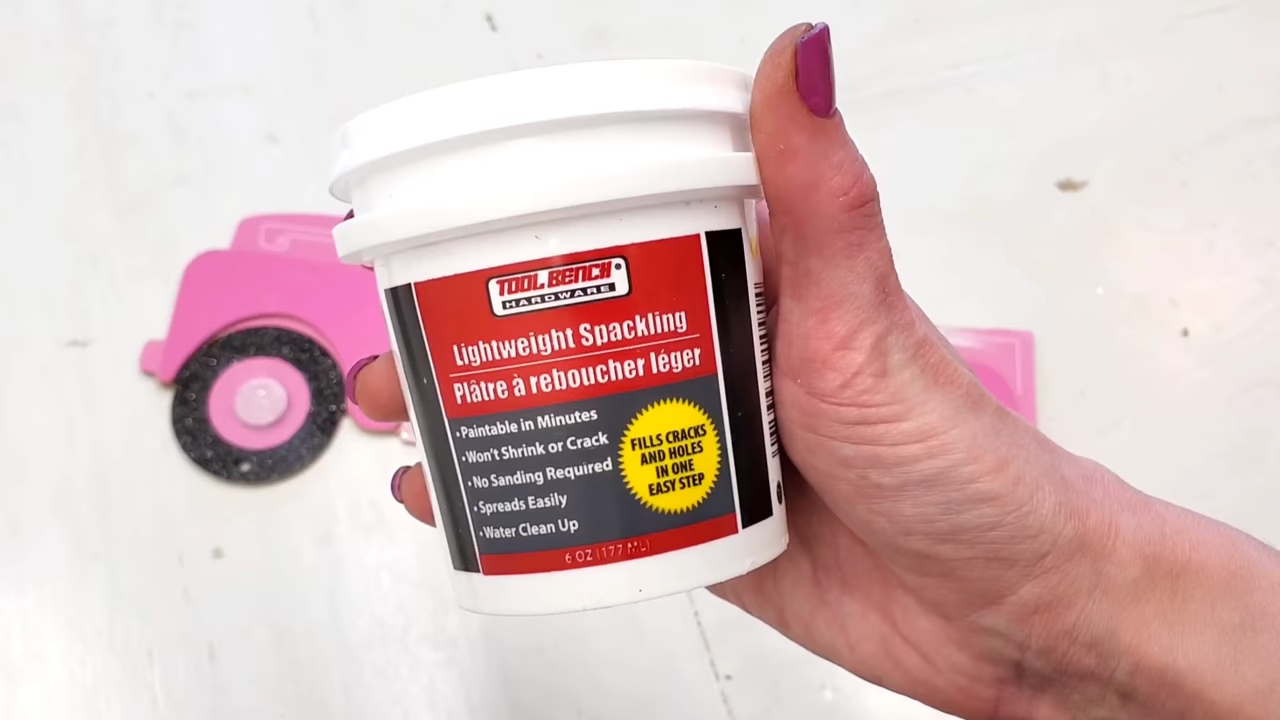 TOOL BENCH®
HARDWARE
Lightweight Spackling
Plâtre à reboucher léger
•Paintable in Minutes
•Won't Shrink or Crack
•No Sanding Required
•Spreads Easily
•Water Clean Up
FILLS CRACKS
AND HOLES
IN ONE
EASY STEP
6 OZ (177 ML)